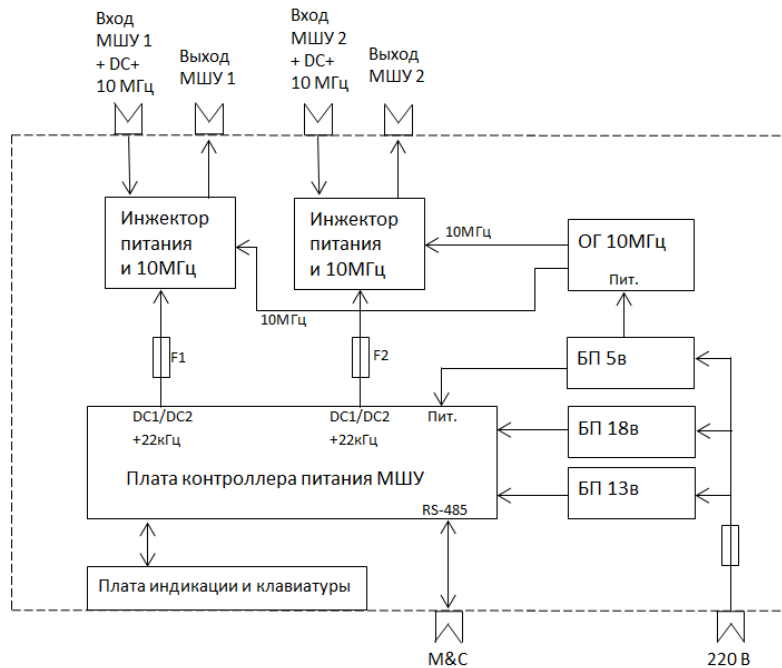 Вход
МШУ 1
+ DC+
10 МГц
Выход
МШУ 1
Вход
МШУ 2
+ DC+
10 МГц
Выход
МШУ 2
Инжектор
питания
и 10МГц
Инжектор
питания
и 10МГц
10МГц
ОГ 10МГц
Пит.
10МГц
F1
F2
БП 5в
DC1/DC2
+22кГц
DC1/DC2
+22кГц
Пит.
БП 18в
Плата контроллера питания МШУ
БП 13в
RS-485
Плата индикации и клавиатуры
M&C
220 В